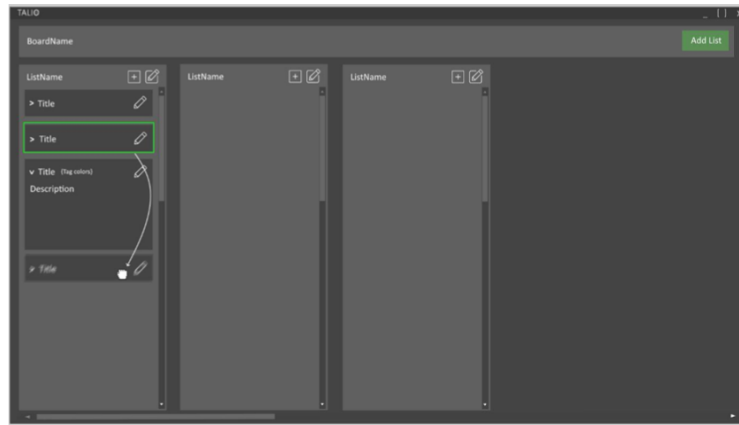 TALIO
BoardName
Add List
ListName
> Title
> Title
v Title (Tag colors)
Description
> Title
ListName
ListName